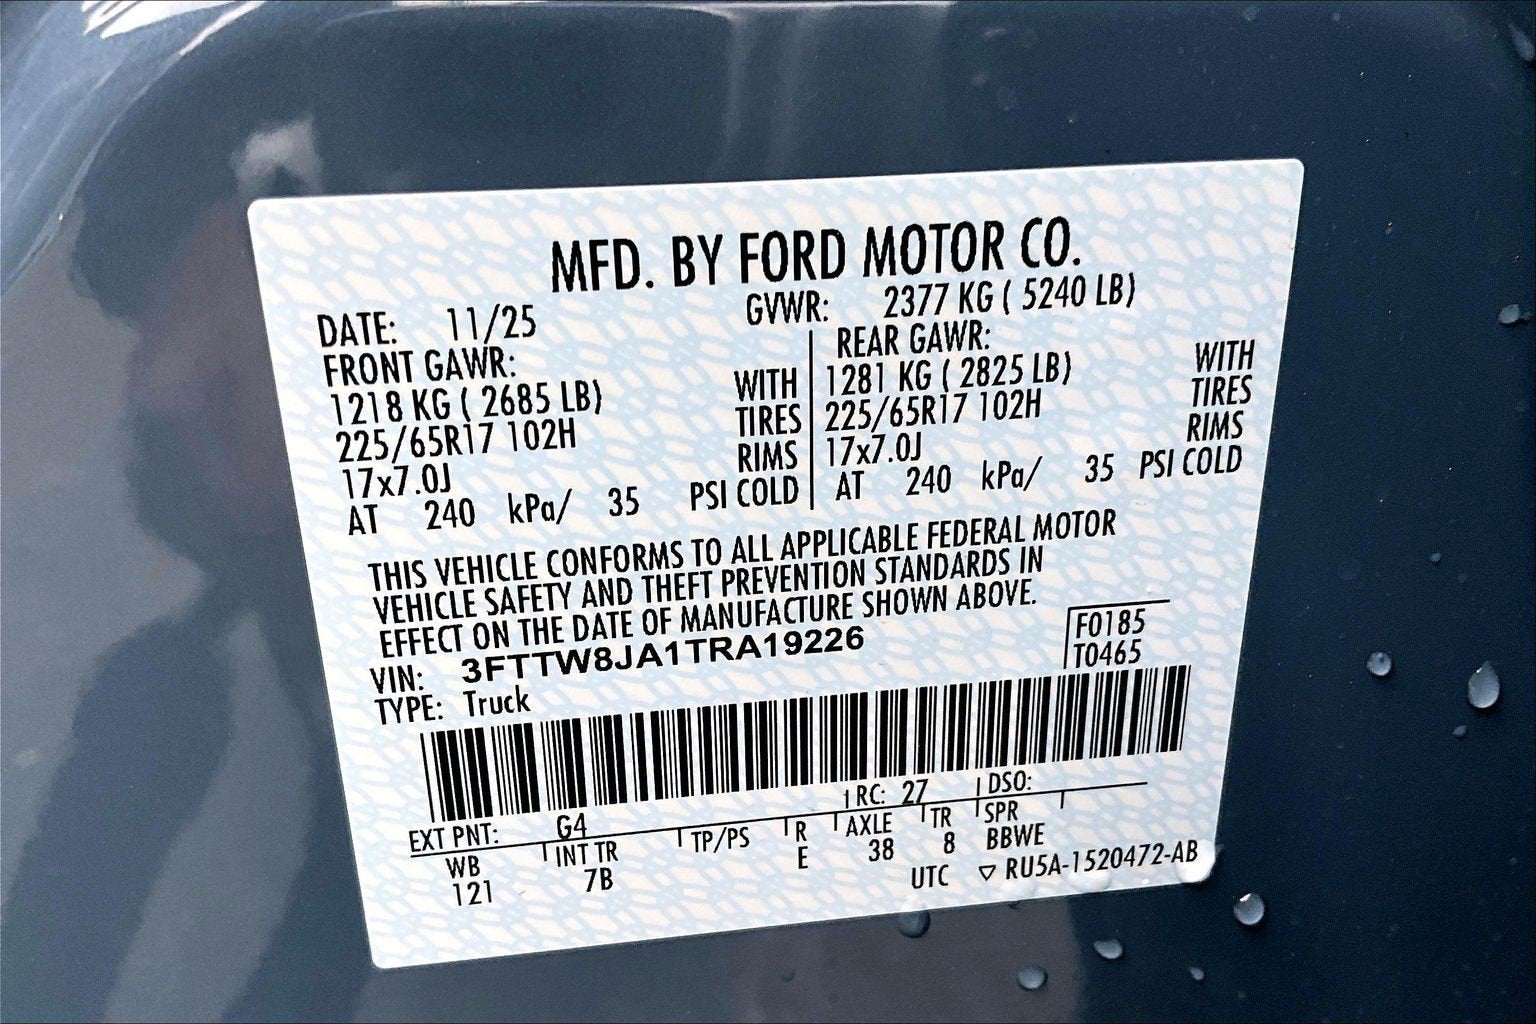 MFD. BY FORD MOTOR CO.
DATE: 11/25 GVWR: 2377 KG ( 5240 LB)
FRONT GAWR: REAR GAWR:
1218 KG ( 2685 LB) WITH 1281 KG ( 2825 LB) WITH
225/65R17 102H TIRES 225/65R17 102H TIRES
17x7.0J RIMS 17x7.0J RIMS
AT 240 kPa/ 35 PSI COLD AT 240 kPa/ 35 PSI COLD
THIS VEHICLE CONFORMS TO ALL APPLICABLE FEDERAL MOTOR
VEHICLE SAFETY AND THEFT PREVENTION STANDARDS IN
EFFECT ON THE DATE OF MANUFACTURE SHOWN ABOVE.
VIN: 3FTTW8JA1TRA19226 F0185
TYPE: Truck T0465
EXT PNT: G4 RC: 27 DSO:
WB INT TR TP/PS R AXLE TR SPR
121 7B E 38 8 BBWE
UTC ▽ RU5A-1520472-AB